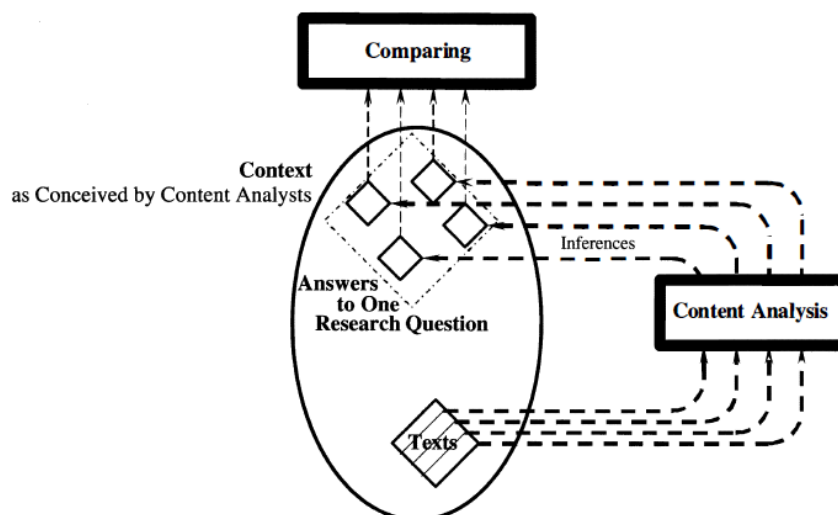 Comparing
Context
as Conceived by Content Analysts
Inferences
Answers
to One
Research Question
Content Analysis
Texts